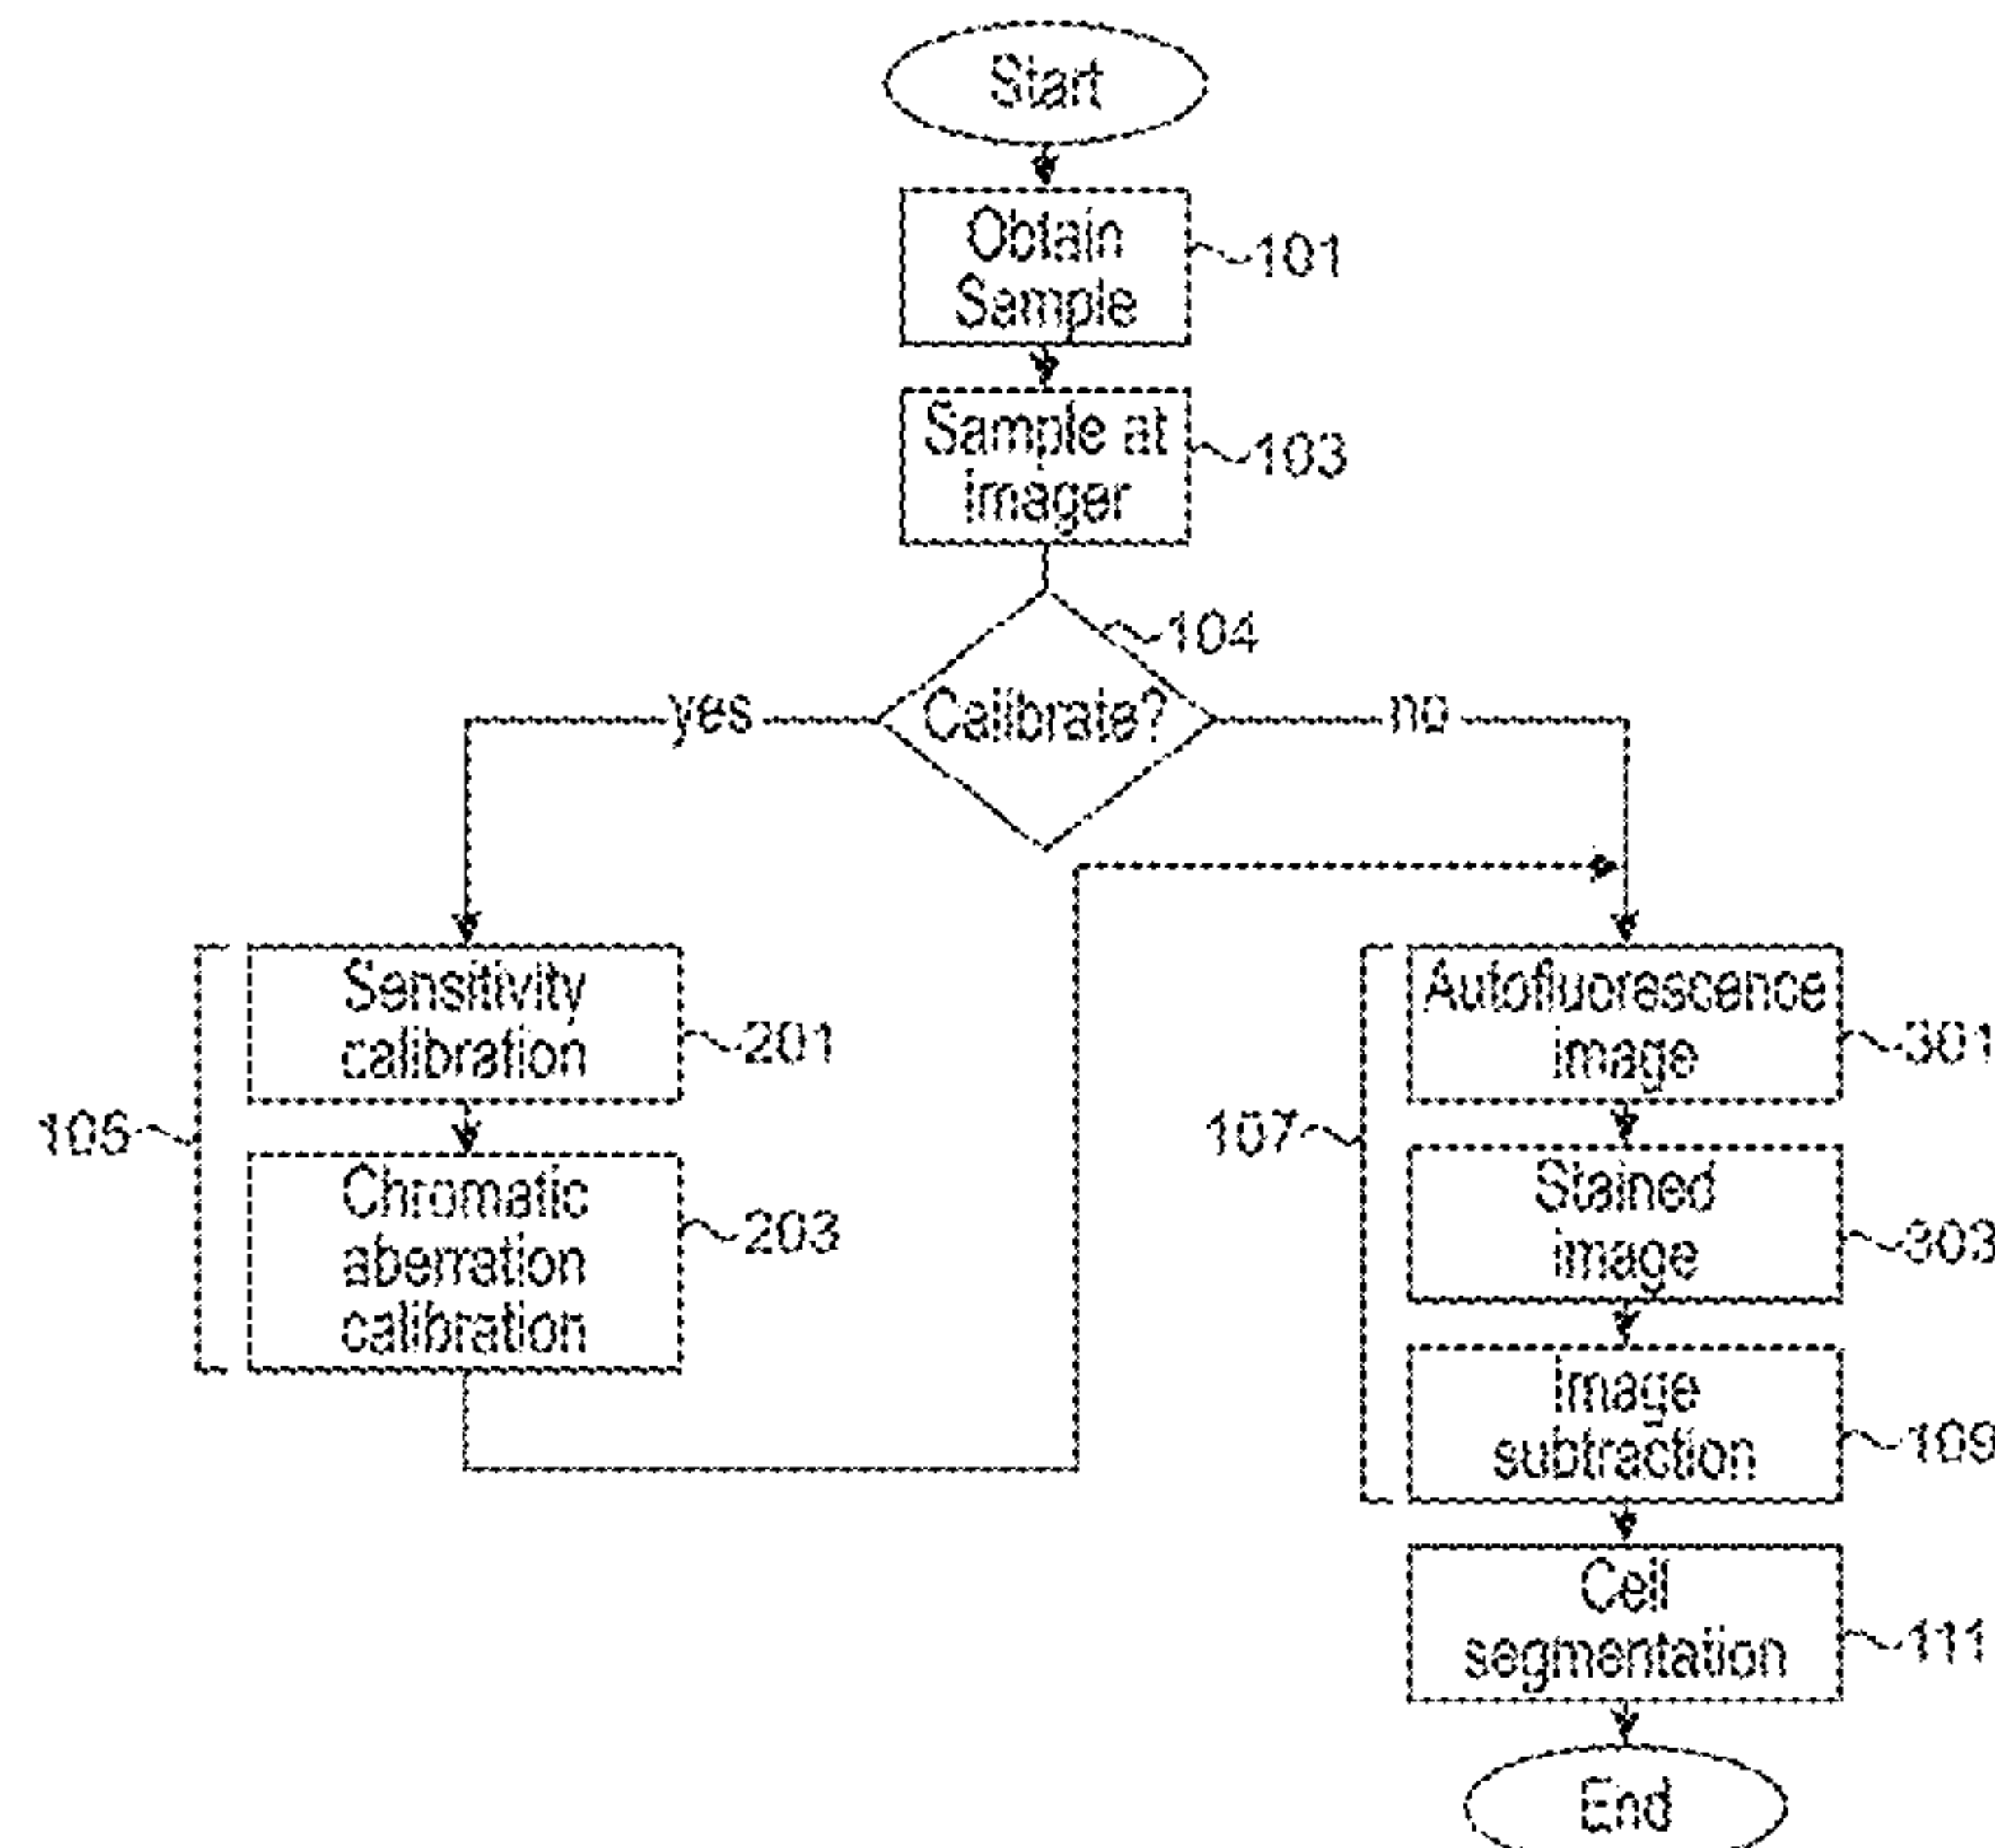 Start
Obtain
Sample
101
Sample at
imager
103
104
Calibrate?
yes
no
Sensitivity
calibration
201
105
Chromatic
aberration
calibration
203
Autofluorescence
image
301
107
Stained
image
303
Image
subtraction
109
Cell
segmentation
111
End